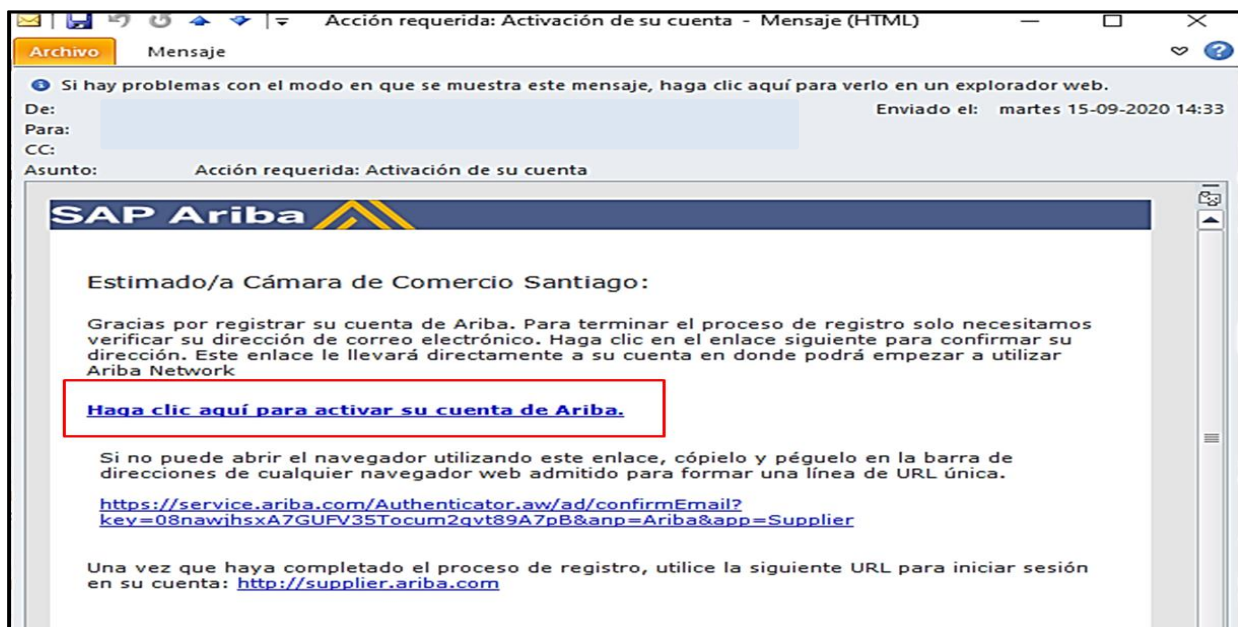 Acción requerida: Activación de su cuenta - Mensaje (HTML)
Archivo Mensaje
Si hay problemas con el modo en que se muestra este mensaje, haga clic aquí para verlo en un explorador web.
De: Enviado el: martes 15-09-2020 14:33
Para:
CC:
Asunto: Acción requerida: Activación de su cuenta
SAP Ariba
Estimado/a Cámara de Comercio Santiago:
Gracias por registrar su cuenta de Ariba. Para terminar el proceso de registro solo necesitamos
verificar su dirección de correo electrónico. Haga clic en el enlace siguiente para confirmar su
dirección. Este enlace le llevará directamente a su cuenta en donde podrá empezar a utilizar
Ariba Network
Haga clic aquí para activar su cuenta de Ariba.
Si no puede abrir el navegador utilizando este enlace, cópielo y péguelo en la barra de
direcciones de cualquier navegador web admitido para formar una línea de URL única.
https://service.ariba.com/Authenticator.aw/ad/confirmEmail?
key=08nawjhsxA7GUFV35Tocum2qvt89A7pB&anp=Ariba&app=Supplier
Una vez que haya completado el proceso de registro, utilice la siguiente URL para iniciar sesión
en su cuenta: http://supplier.ariba.com